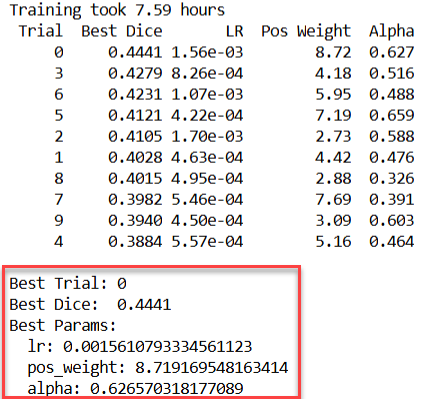 Training took 7.59 hours
Trial Best Dice LR Pos Weight Alpha
0 0.4441 1.56e-03 8.72 0.627
3 0.4279 8.26e-04 4.18 0.516
6 0.4231 1.07e-03 5.95 0.488
5 0.4121 4.22e-04 7.19 0.659
2 0.4105 1.70e-03 2.73 0.588
1 0.4028 4.63e-04 4.42 0.476
8 0.4015 4.95e-04 2.88 0.326
7 0.3982 5.46e-04 7.69 0.391
9 0.3940 4.50e-04 3.09 0.603
4 0.3884 5.57e-04 5.16 0.464
Best Trial: 0
Best Dice: 0.4441
Best Params:
lr: 0.0015610793334561123
pos_weight: 8.719169548163414
alpha: 0.626570318177089